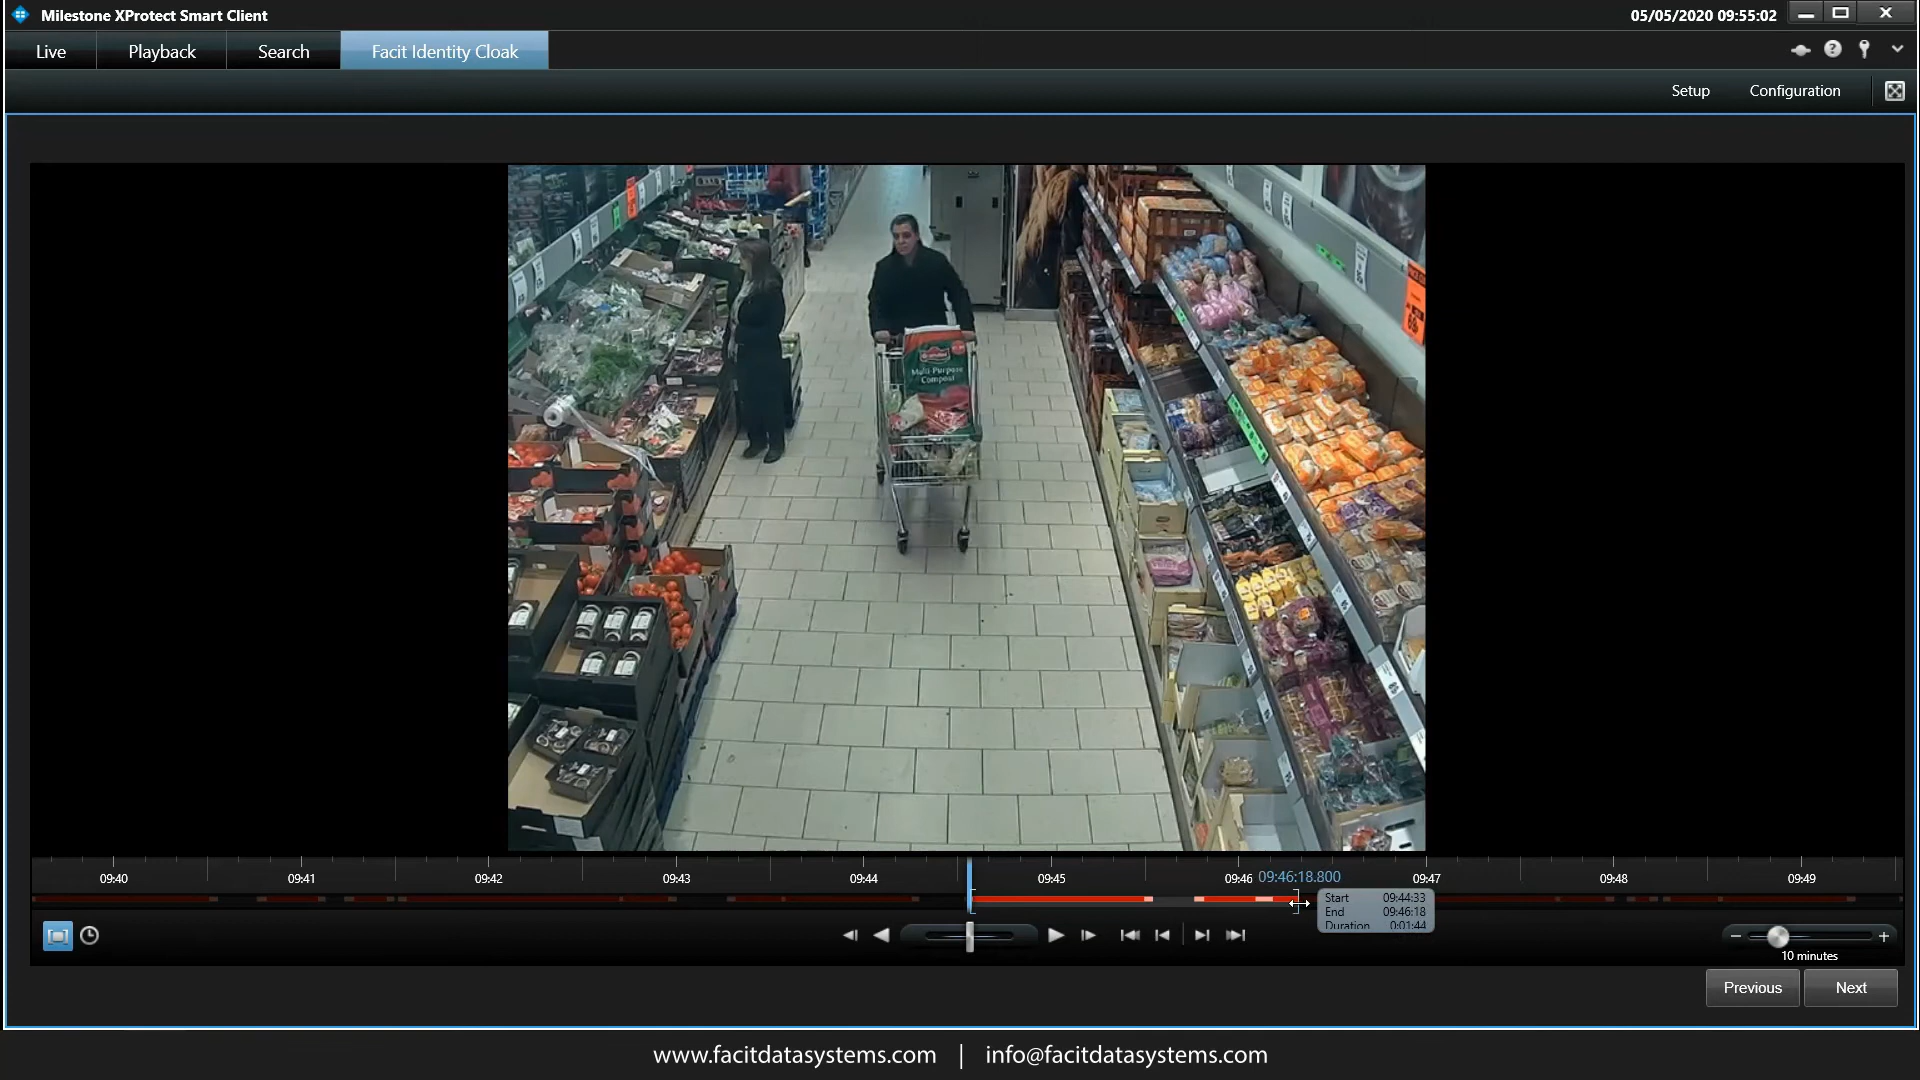 Milestone XProtect Smart Client
05/05/2020 09:55:02
Live
Playback
Search
Facit Identity Cloak
Setup
Configuration
Multi-Purpose
Compost
09:40
09:41
09:42
09:43
09:44
09:45
09:46
09:46:18.800
09:47
09:48
09:49
Start 09:44:33
End 09:46:18
Duration 0:01:44
10 minutes
Previous
Next
www.facitdatasystems.com | info@facitdatasystems.com